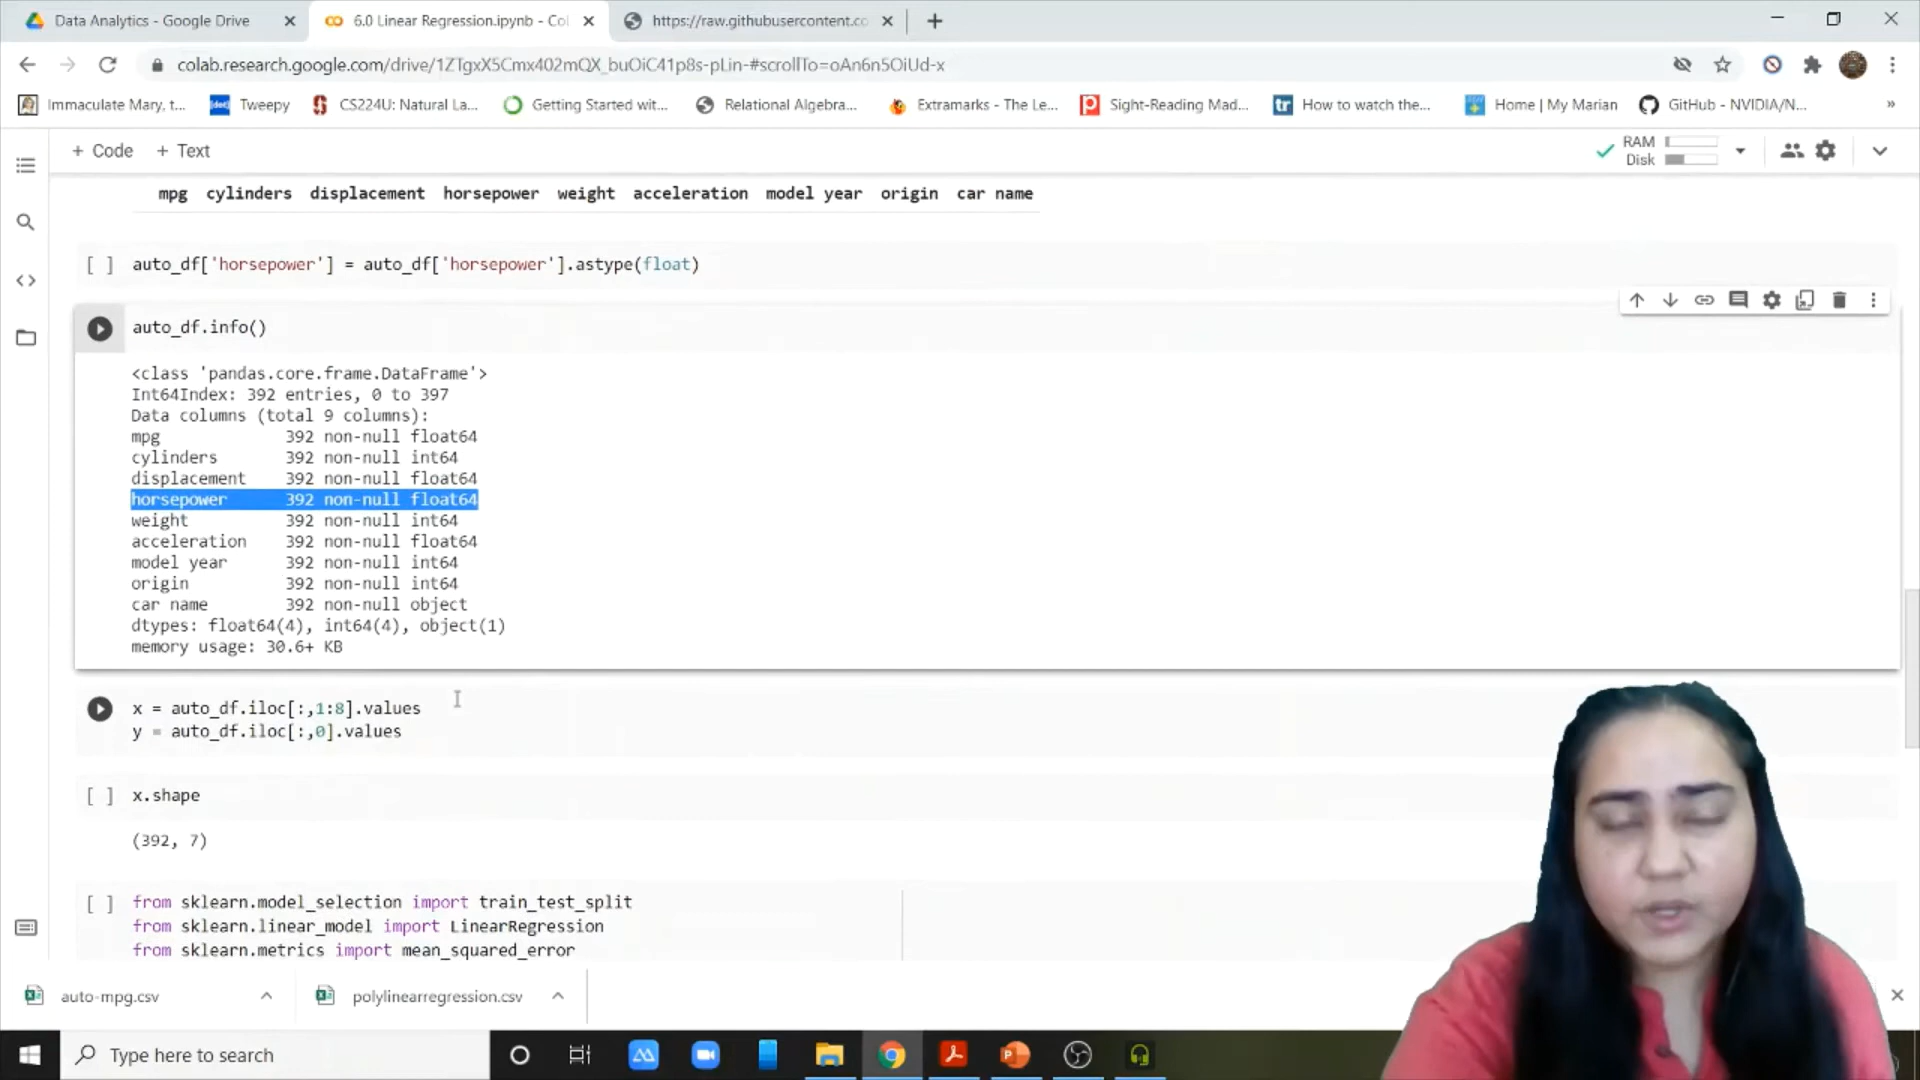 Data Analytics - Google Drive
6.0 Linear Regression.ipynb - Col
https://raw.githubusercontent.co
colab.research.google.com/drive/1ZTgxX5Cmx402mQX_buOiC41p8s-pLin-#scrollTo=oAn6n5OiUd-x
Immaculate Mary, t...
Tweepy
CS224U: Natural La...
Getting Started wit...
Relational Algebra...
Extramarks - The Le...
Sight-Reading Mad...
How to watch the...
Home | My Marian
GitHub - NVIDIA/N...
+ Code + Text
RAM
Disk
mpg cylinders displacement horsepower weight acceleration model year origin car name
[ ] auto_df['horsepower'] = auto_df['horsepower'].astype(float)
auto_df.info()
<class 'pandas.core.frame.DataFrame'>
Int64Index: 392 entries, 0 to 397
Data columns (total 9 columns):
mpg 392 non-null float64
cylinders 392 non-null int64
displacement 392 non-null float64
horsepower 392 non-null float64
weight 392 non-null int64
acceleration 392 non-null float64
model year 392 non-null int64
origin 392 non-null int64
car name 392 non-null object
dtypes: float64(4), int64(4), object(1)
memory usage: 30.6+ KB
x = auto_df.iloc[:,1:8].values
y = auto_df.iloc[:,0].values
[ ] x.shape
(392, 7)
[ ] from sklearn.model_selection import train_test_split
from sklearn.linear_model import LinearRegression
from sklearn.metrics import mean_squared_error
auto-mpg.csv
polylinearregression.csv
Type here to search